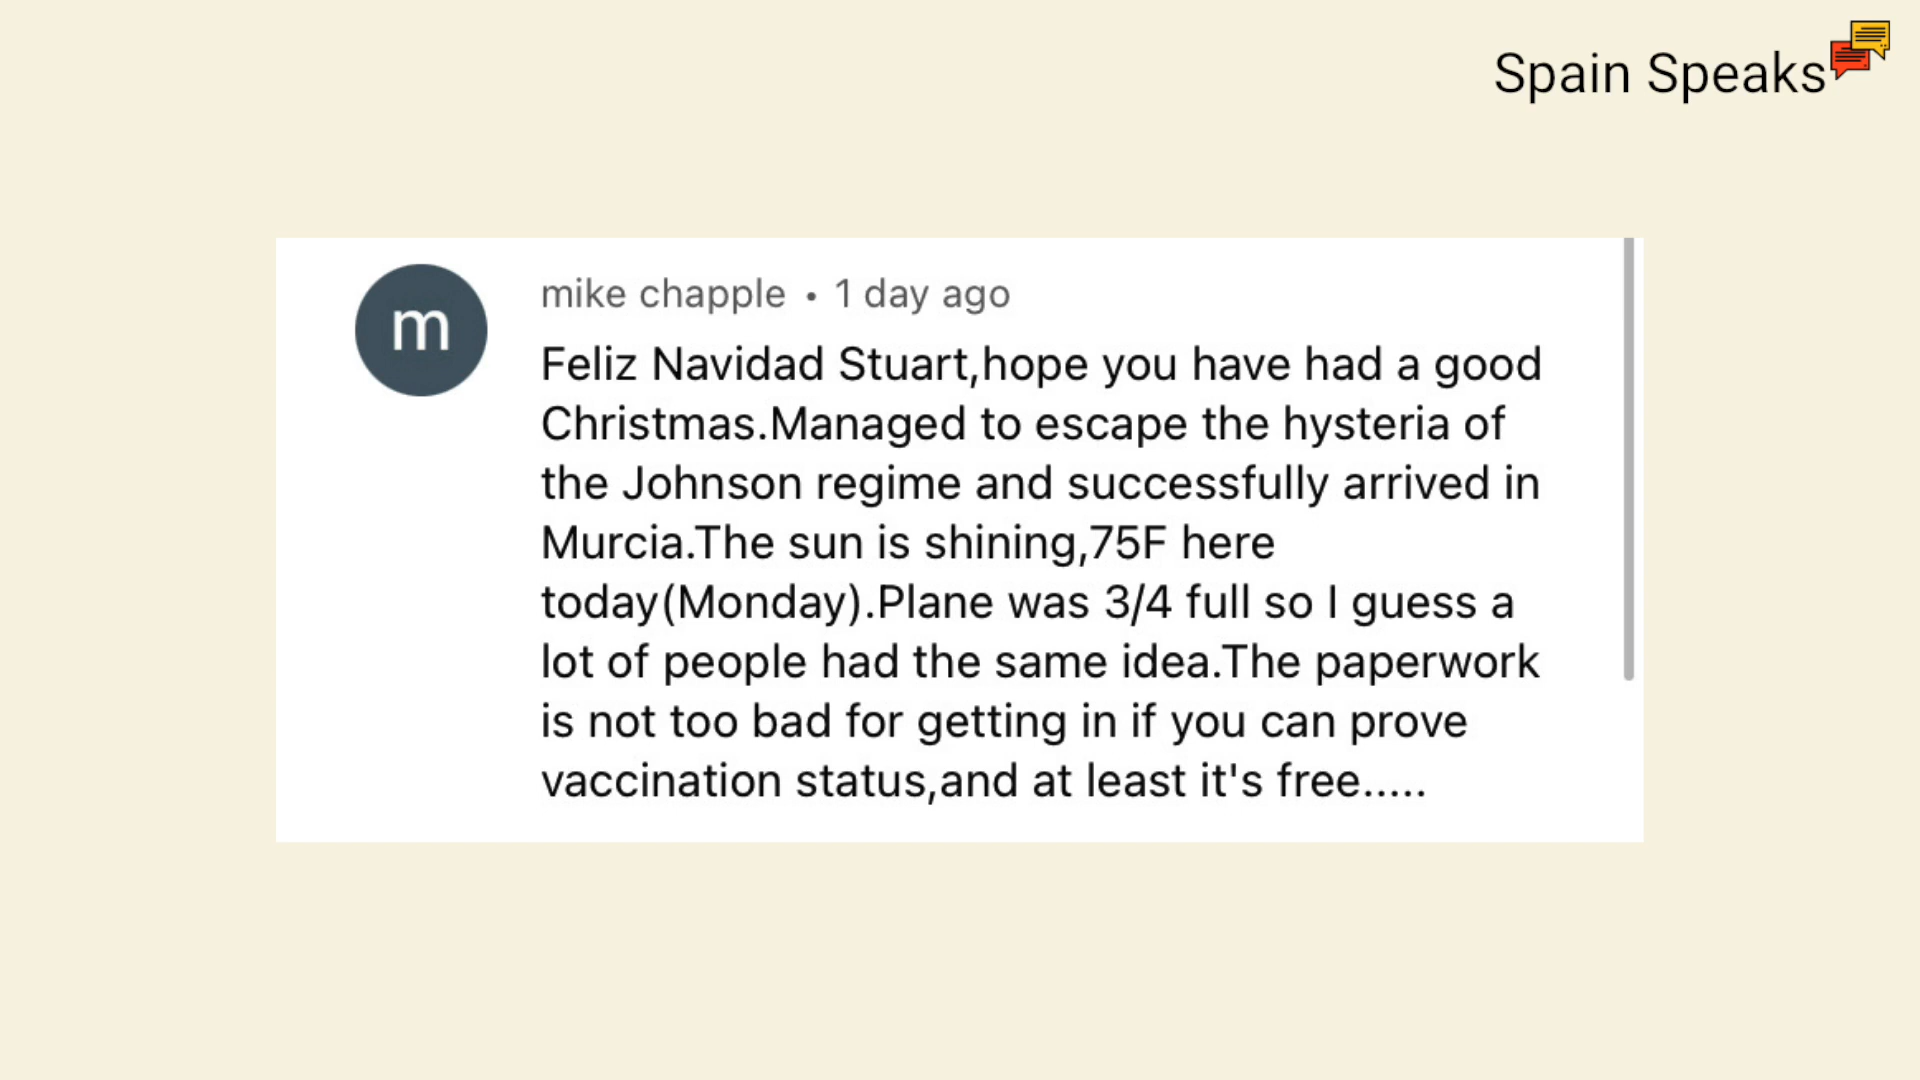 Spain Speaks
m
mike chapple • 1 day ago
Feliz Navidad Stuart,hope you have had a good
Christmas.Managed to escape the hysteria of
the Johnson regime and successfully arrived in
Murcia.The sun is shining,75F here
today(Monday).Plane was 3/4 full so I guess a
lot of people had the same idea.The paperwork
is not too bad for getting in if you can prove
vaccination status,and at least it's free.....